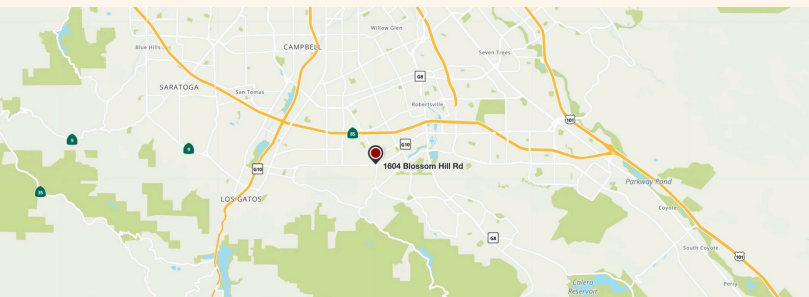 Willow Glen
Blue Hills
CAMPBELL
Seven Trees
G8
SARATOGA
San Tomas
Robertsville
101
85
9
G10
9
1604 Blossom Hill Rd
G10
Parkway Pond
35
LOS GATOS
Coyote
G8
South Coyote
101
Calero
Reservoir
Perry